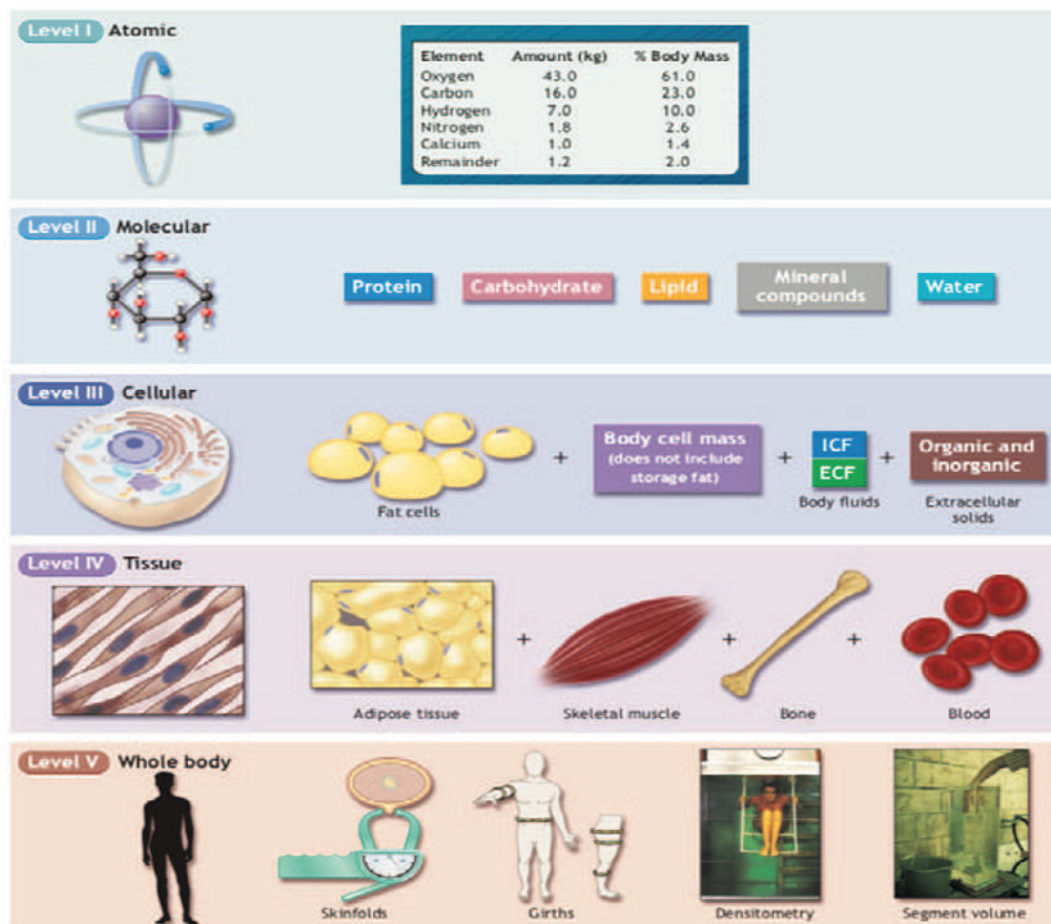 Level I Atomic
Element Amount (kg) % Body Mass
Oxygen 43.0 61.0
Carbon 16.0 23.0
Hydrogen 7.0 10.0
Nitrogen 1.8 2.6
Calcium 1.0 1.4
Remainder 1.2 2.0
Level II Molecular
Protein
Carbohydrate
Lipid
Mineral
compounds
Water
Level III Cellular
Fat cells
+
Body cell mass
(does not include
storage fat)
+
ICF
ECF
Body fluids
+
Organic and
inorganic
Extracellular
solids
Level IV Tissue
Adipose tissue
+
Skeletal muscle
+
Bone
+
Blood
Level V Whole body
Skinfolds
Girths
Densitometry
Segment volume